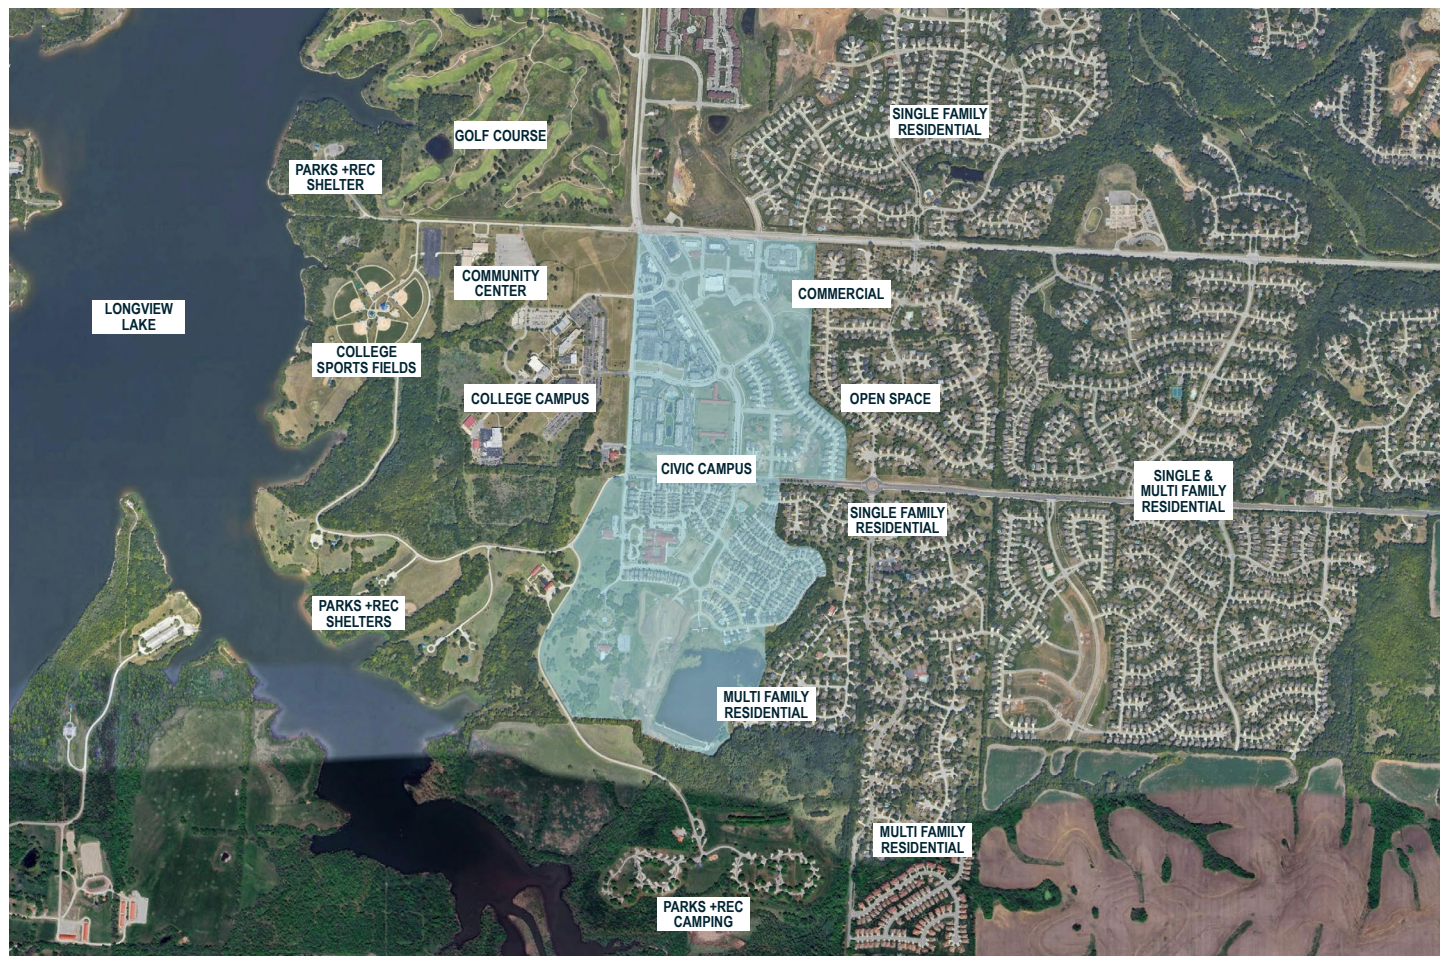 SINGLE FAMILY
RESIDENTIAL
GOLF COURSE
PARKS +REC
SHELTER
COMMUNITY
CENTER
COMMERCIAL
LONGVIEW
LAKE
COLLEGE
SPORTS FIELDS
COLLEGE CAMPUS
OPEN SPACE
CIVIC CAMPUS
SINGLE &
MULTI FAMILY
RESIDENTIAL
SINGLE FAMILY
RESIDENTIAL
PARKS +REC
SHELTERS
MULTI FAMILY
RESIDENTIAL
MULTI FAMILY
RESIDENTIAL
PARKS +REC
CAMPING